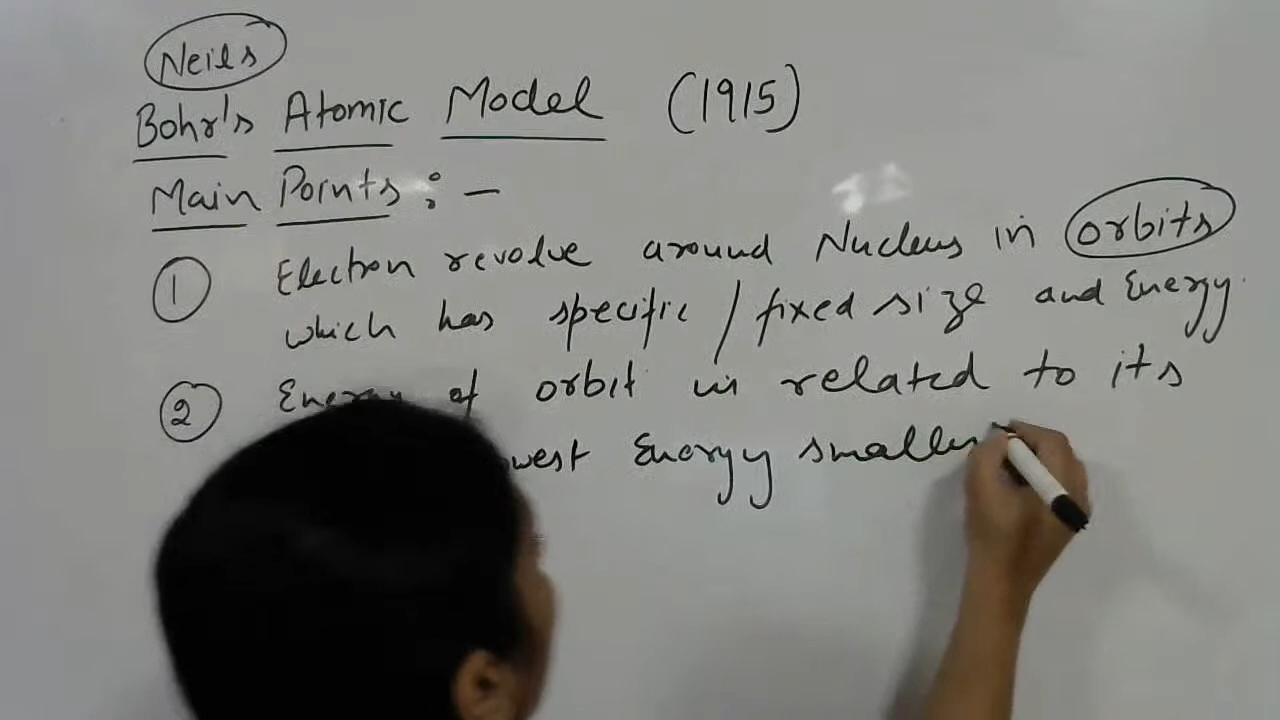 Neils
Bohr's Atomic Model (1915)
Main Points : -
1 Electron revolve around Nucleus in orbits
which has specific / fixed size and Energy.
2 Energy of orbit is related to its
Energy